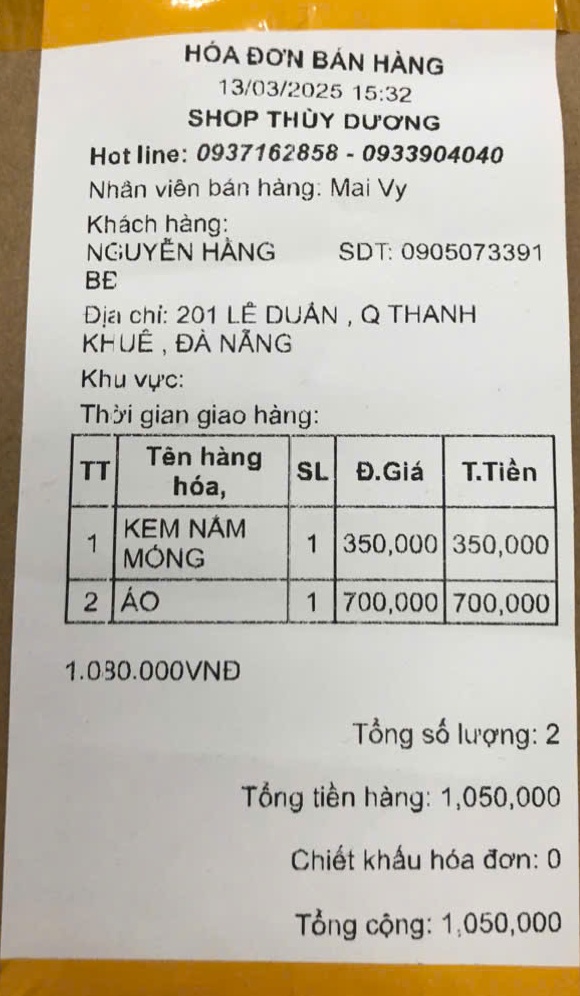 HÓA ĐƠN BÁN HÀNG
13/03/2025 15:32
SHOP THÙY DƯƠNG
Hot line: 0937162858 - 0933904040
Nhân viên bán hàng: Mai Vy
Khách hàng:
NGUYỄN HẰNG SDT: 0905073391
BE
Địa chỉ: 201 LÊ DUẨN , Q THANH
KHUÊ , ĐÀ NẴNG
Khu vực:
Thời gian giao hàng:
TT Tên hàng hóa, SL Đ.Giá T.Tiền
1 KEM NẤM MÓNG 1 350,000 350,000
2 ÁO 1 700,000 700,000
1.080.000VNĐ
Tổng số lượng: 2
Tổng tiền hàng: 1,050,000
Chiết khấu hóa đơn: 0
Tổng cộng: 1,050,000